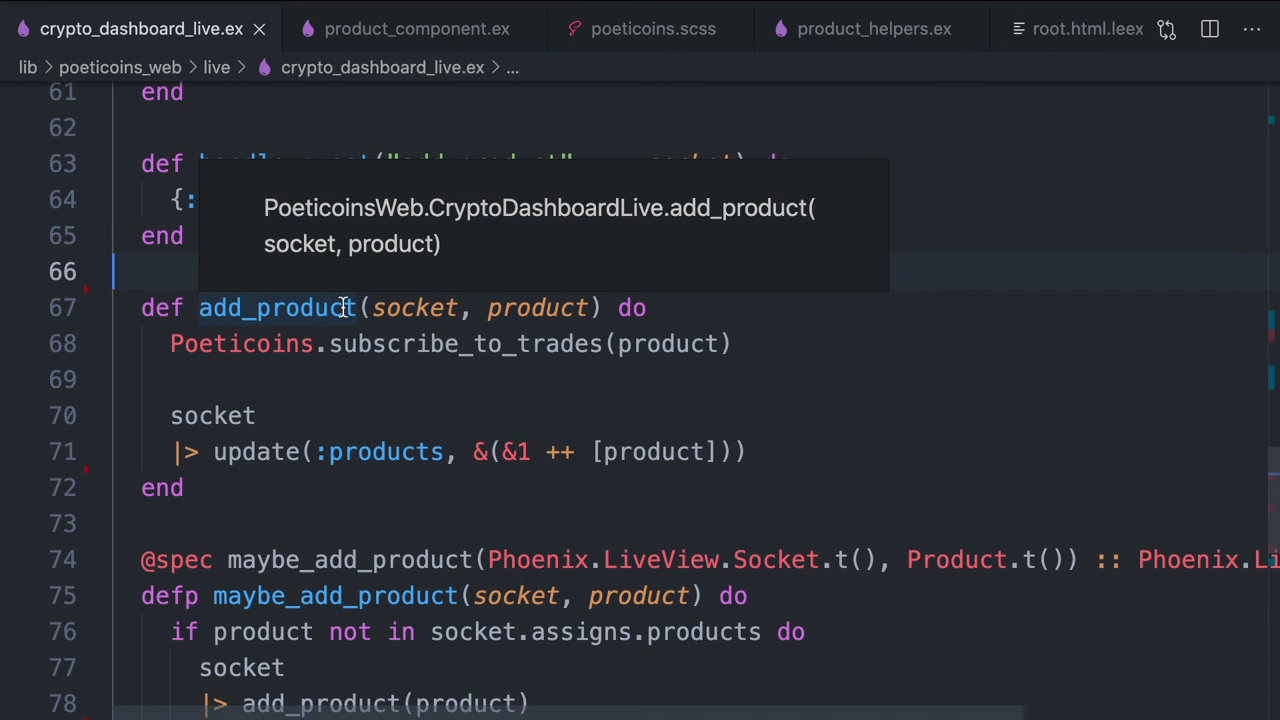 crypto_dashboard_live.ex product_component.ex poeticoins.scss product_helpers.ex root.html.leex
lib > poeticoins_web > live > crypto_dashboard_live.ex > ...
61 end
62
63 def
64 {:
65 end
PoeticoinsWeb.CryptoDashboardLive.add_product(
socket, product)
66
67 def add_product(socket, product) do
68 Poeticoins.subscribe_to_trades(product)
69
70 socket
71 |> update(:products, &(&1 ++ [product]))
72 end
73
74 @spec maybe_add_product(Phoenix.LiveView.Socket.t(), Product.t()) :: Phoenix.Li
75 defp maybe_add_product(socket, product) do
76 if product not in socket.assigns.products do
77 socket
78 |> add_product(product)